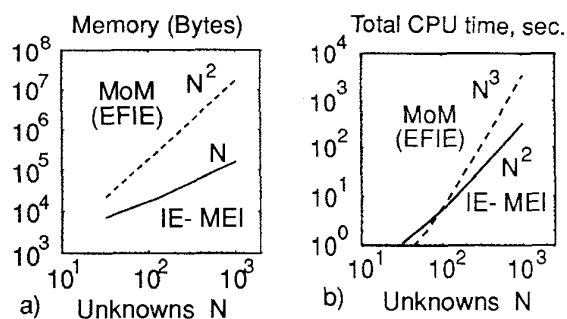 Memory (Bytes)
10^8
10^7
10^6
10^5
10^4
10^3
MoM
(EFIE)
N^2
N
IE- MEI
10^1
10^2
10^3
a)
Unknowns N
Total CPU time, sec.
10^4
10^3
10^2
10^1
10^0
N^3
MoM
(EFIE)
N^2
IE- MEI
10^1
10^2
10^3
b)
Unknowns N